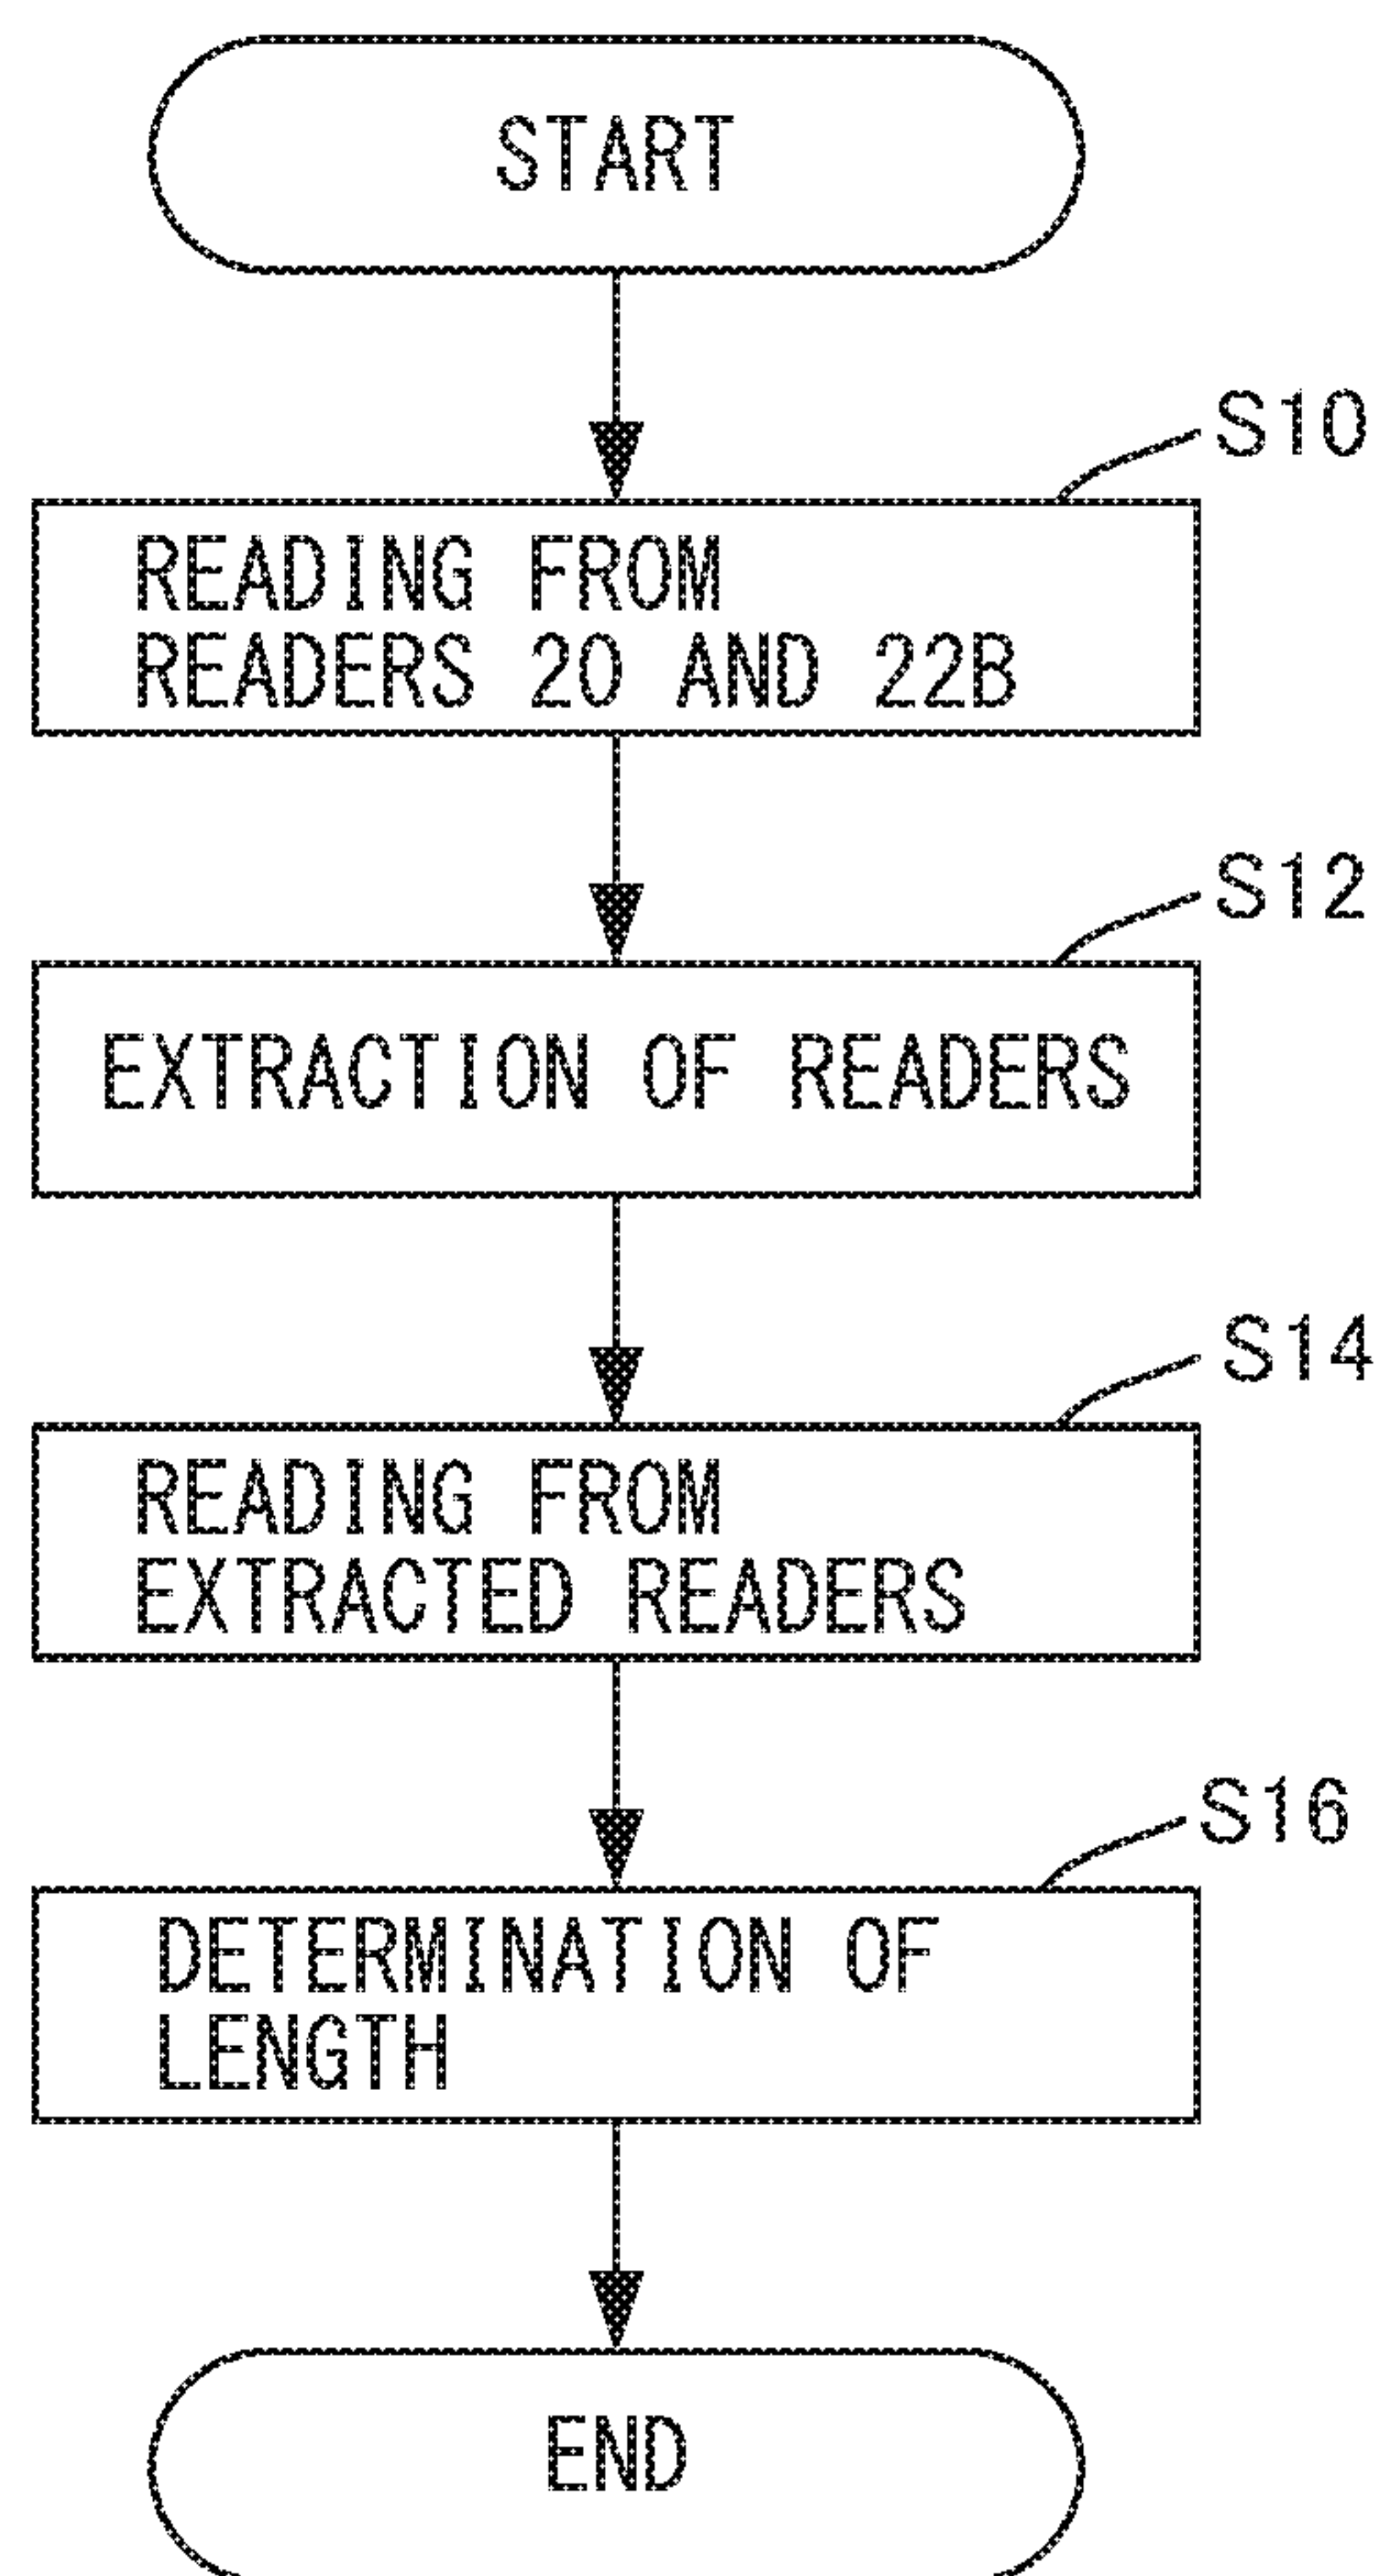 START
S10
READING FROM
READERS 20 AND 22B
S12
EXTRACTION OF READERS
S14
READING FROM
EXTRACTED READERS
S16
DETERMINATION OF
LENGTH
END